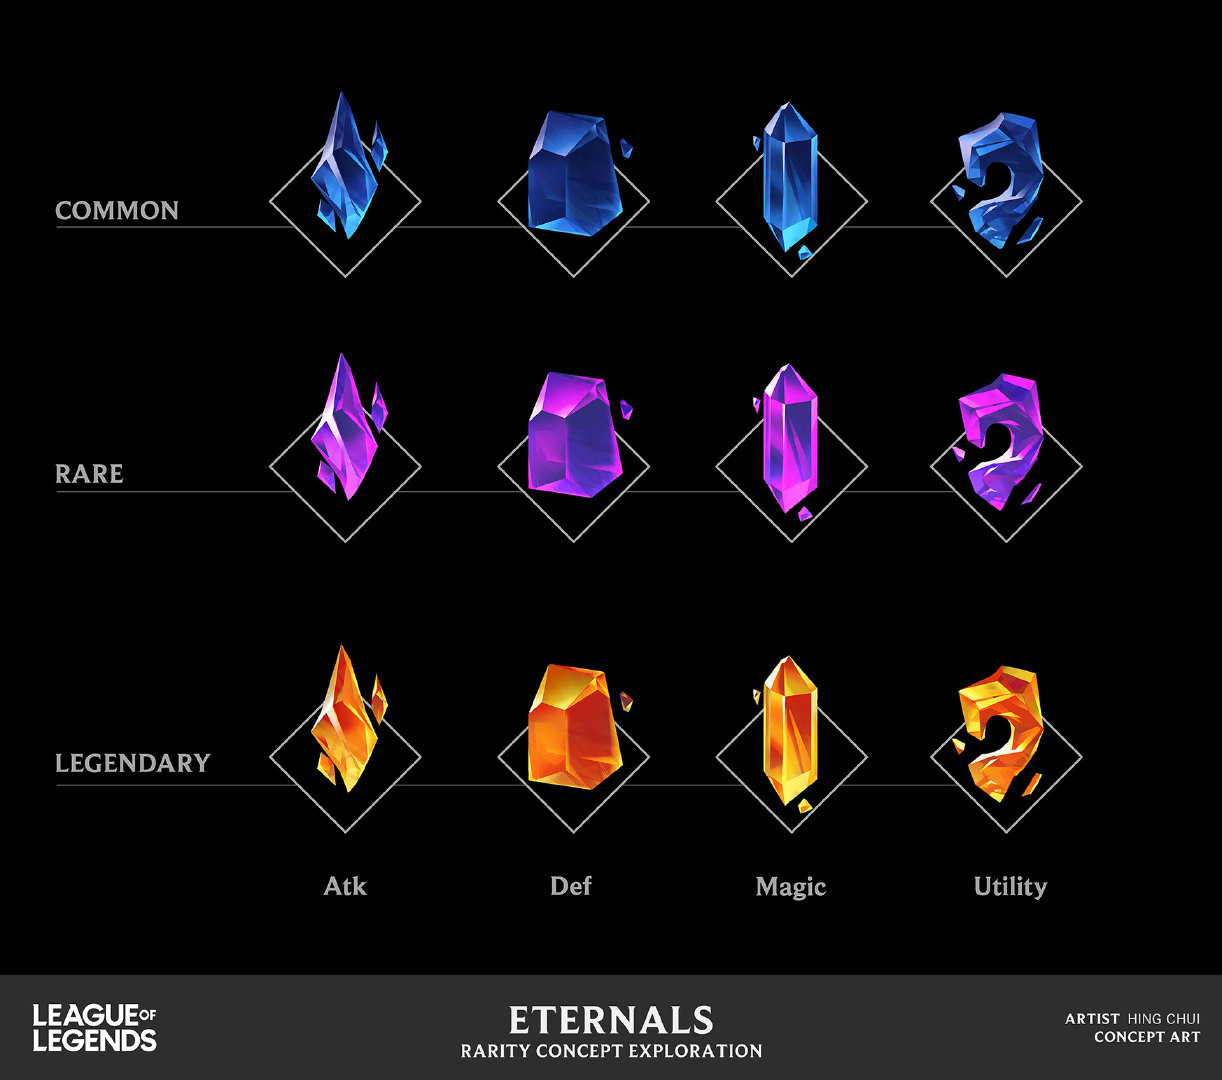 COMMON
RARE
LEGENDARY
Atk Def Magic Utility
LEAGUE OF
LEGENDS
ETERNALS
RARITY CONCEPT EXPLORATION
ARTIST HING CHUI
CONCEPT ART